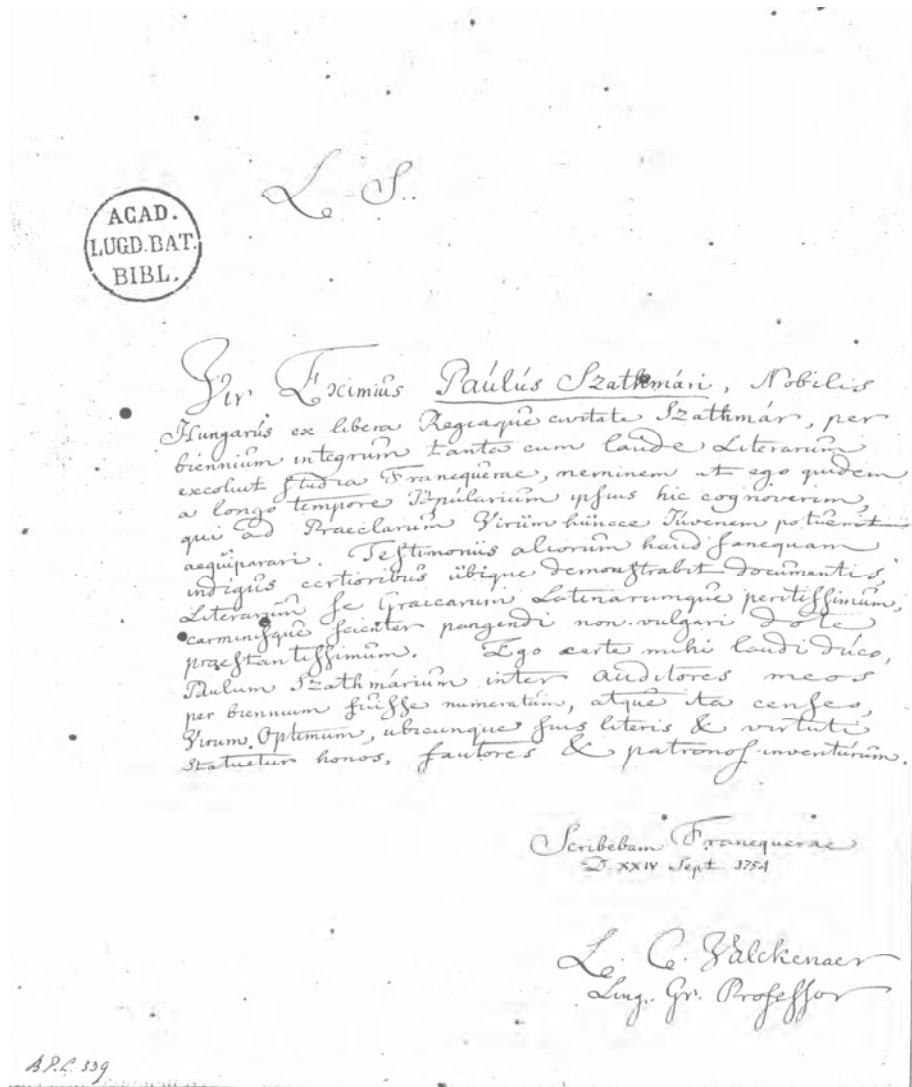 L. S.
ACAD.
LUGD. BAT.
BIBL.
Vir Eximius Paulus Szathmári, Nobilis
Hungarus ex libera Regiaque civitate Szathmár, per
biennium integrum tanta cum laude Literarum
excoluit studia Franequerae, neminem ut ego quidem
a longo tempore Popularium ipsius hic cognoverim,
qui ad Praeclarum Virum huncce Juvenem potuerit
aequiparari. Testimoniis aliorum haud sanequam
indigus certioribus ubique demonstrabit documentis,
Literarum se Graecarum Latinarumque peritissimum,
carminisque scienter pangendi non vulgari dote
praestantissimum. Ego certe mihi laudi duco,
Paulum Szathmárium inter auditores meos
per biennium fuisse numeratum, atque ita censeo,
Virum Optimum, ubicunque suus literis & virtuti
statuetur honos, fautores & patronos inventurum.
Scribebam Franequerae
D. XXIV Sept. 1754
L. C. Valckenaer
Ling. Gr. Professor
B.P.L. 339